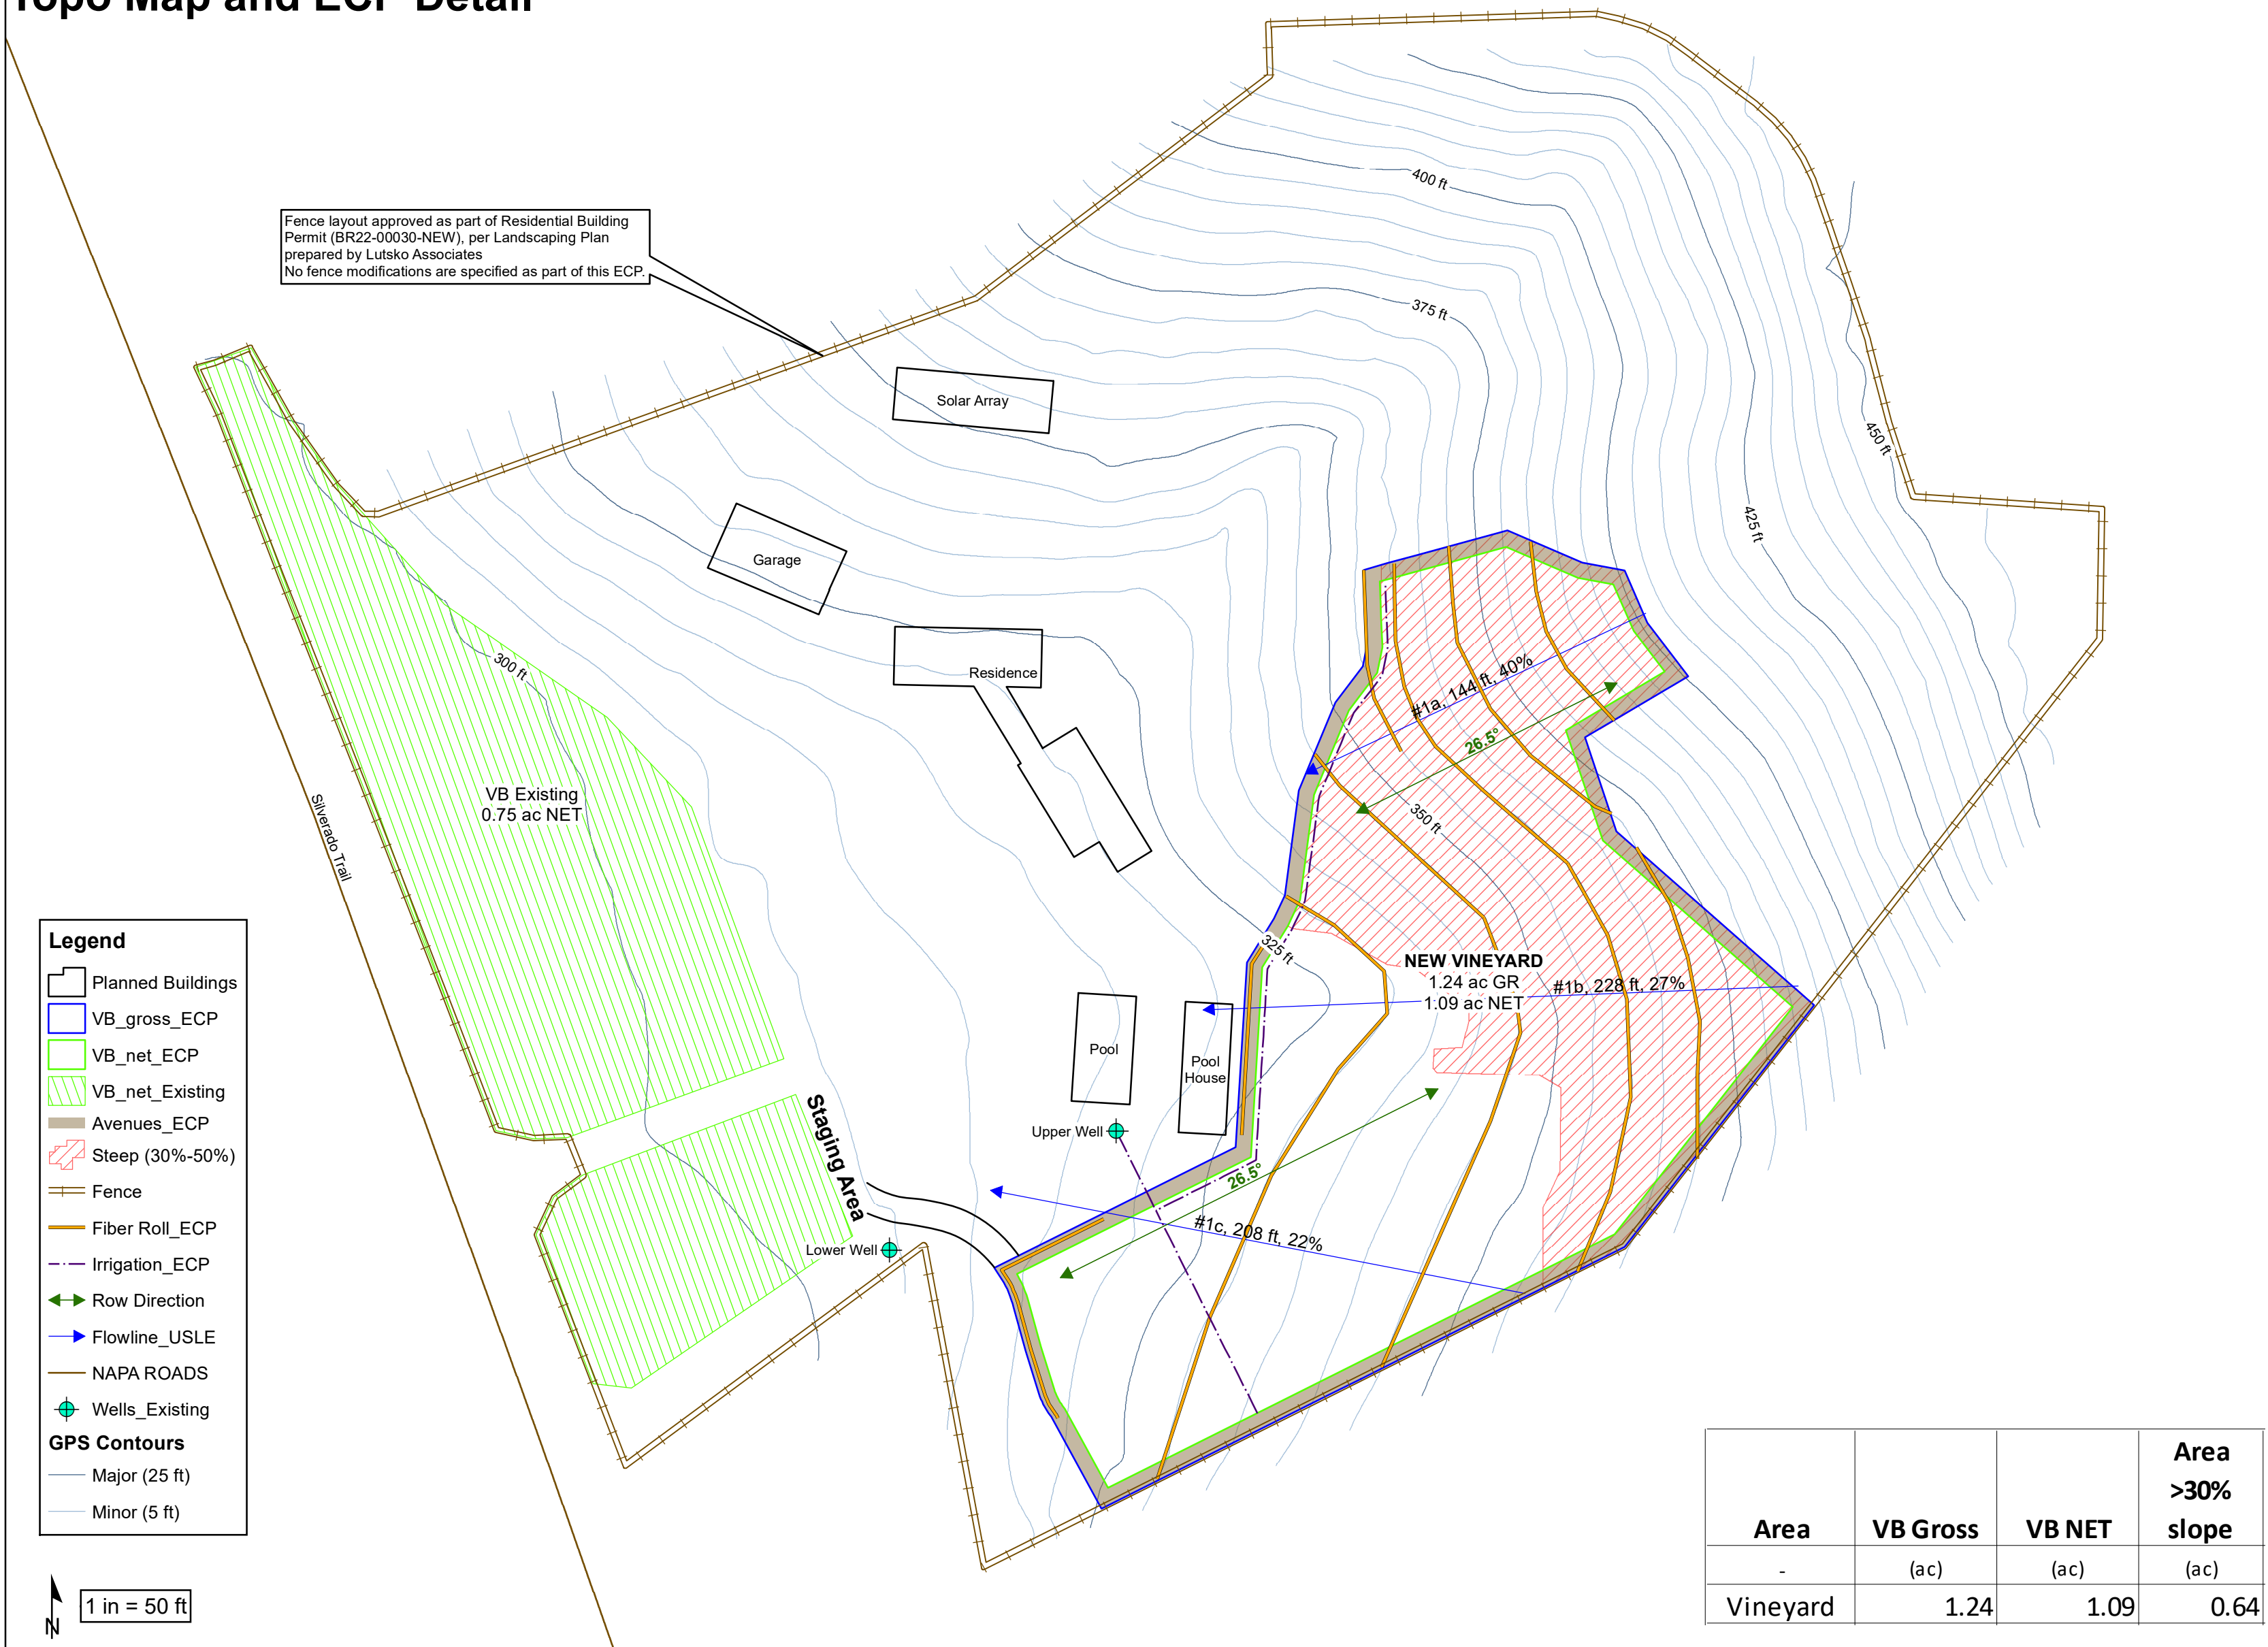 Topo Map and ECP Detail
Fence layout approved as part of Residential Building
Permit (BR22-00030-NEW), per Landscaping Plan
prepared by Lutsko Associates
No fence modifications are specified as part of this ECP.
400 ft
375 ft
Solar Array
450 ft
425 ft
Garage
300 ft
Residence
#1a, 144 ft, 40%
26.5°
VB Existing
0.75 ac NET
350 ft
Silverado Trail
325 ft
NEW VINEYARD
1.24 ac GR
1.09 ac NET
#1b, 228 ft, 27%
Pool
Pool
House
Staging Area
Upper Well
26.5°
#1c, 208 ft, 22%
Lower Well
Legend
Planned Buildings
VB_gross_ECP
VB_net_ECP
VB_net_Existing
Avenues_ECP
Steep (30%-50%)
Fence
Fiber Roll_ECP
Irrigation_ECP
Row Direction
Flowline_USLE
NAPA ROADS
Wells_Existing
GPS Contours
Major (25 ft)
Minor (5 ft)
N
1 in = 50 ft
Area
>30%
Area VB Gross VB NET slope
- (ac) (ac) (ac)
Vineyard 1.24 1.09 0.64